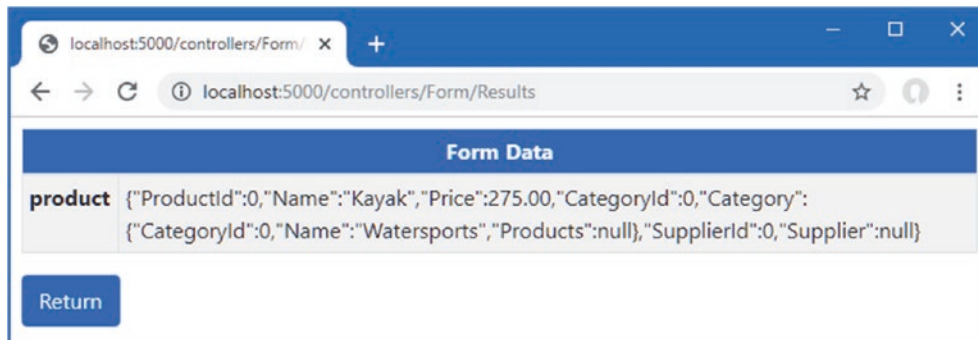 localhost:5000/controllers/Form/
localhost:5000/controllers/Form/Results
Form Data
product {"ProductId":0,"Name":"Kayak","Price":275.00,"CategoryId":0,"Category":
{"CategoryId":0,"Name":"Watersports","Products":null},"SupplierId":0,"Supplier":null}
Return